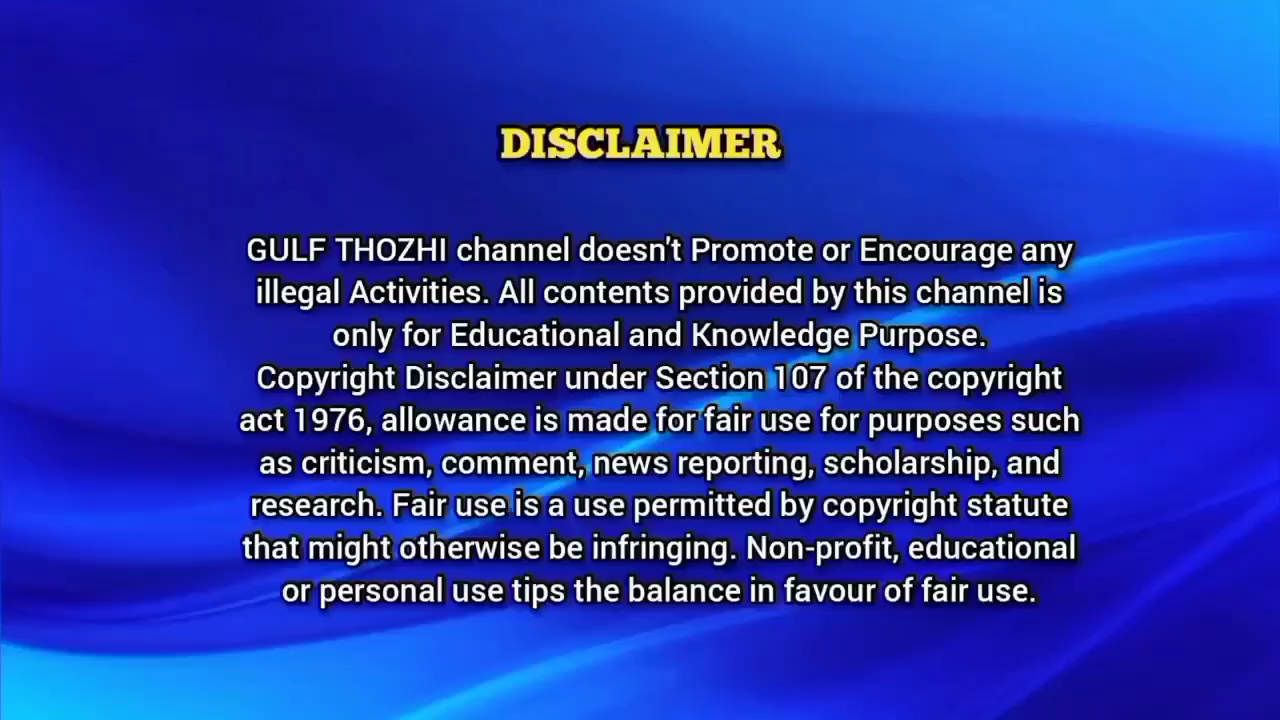 DISCLAIMER
GULF THOZHI channel doesn't Promote or Encourage any
illegal Activities. All contents provided by this channel is
only for Educational and Knowledge Purpose.
Copyright Disclaimer under Section 107 of the copyright
act 1976, allowance is made for fair use for purposes such
as criticism, comment, news reporting, scholarship, and
research. Fair use is a use permitted by copyright statute
that might otherwise be infringing. Non-profit, educational
or personal use tips the balance in favour of fair use.